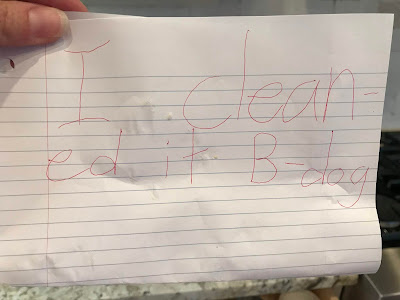 I clean-
ed it B-dog